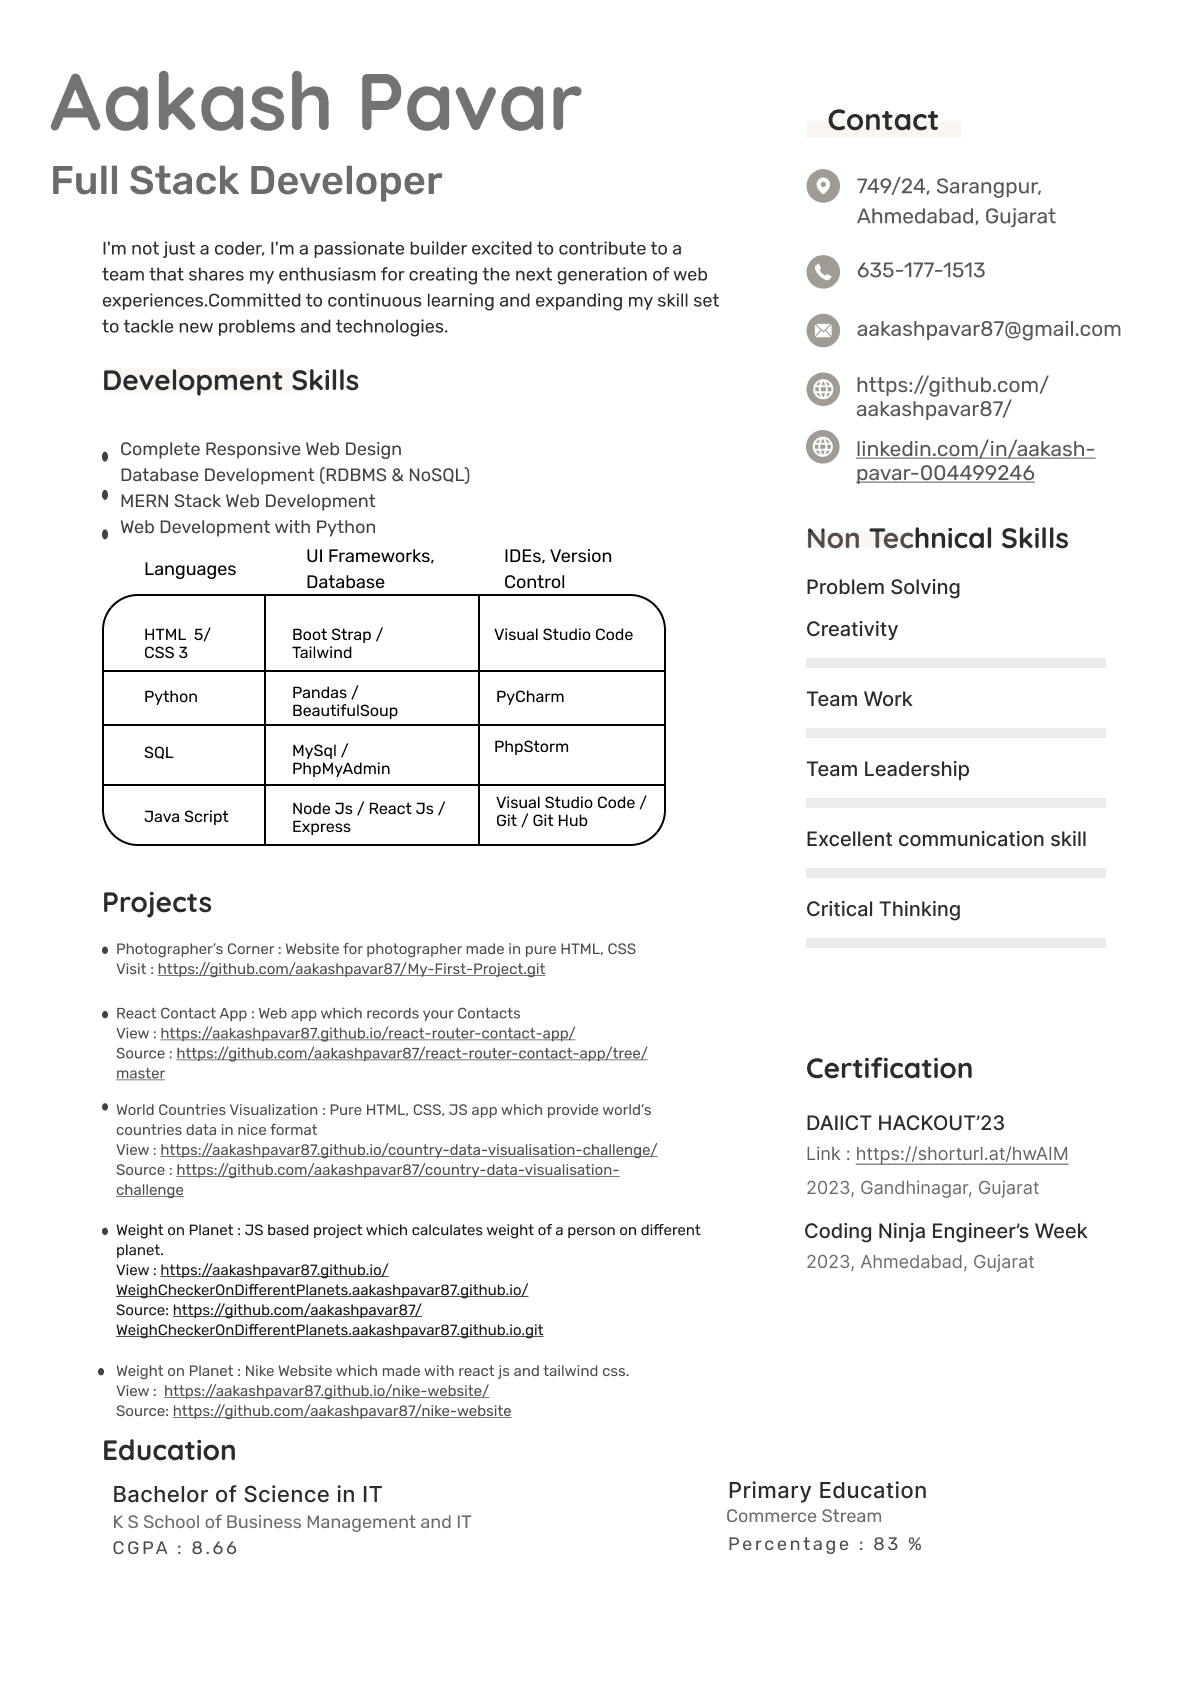 Aakash Pavar
Full Stack Developer
I'm not just a coder, I'm a passionate builder excited to contribute to a
team that shares my enthusiasm for creating the next generation of web
experiences.Committed to continuous learning and expanding my skill set
to tackle new problems and technologies.
Development Skills
Complete Responsive Web Design
Database Development (RDBMS & NoSQL)
MERN Stack Web Development
Web Development with Python
Languages
UI Frameworks,
Database
IDEs, Version
Control
HTML 5/
CSS 3
Boot Strap /
Tailwind
Visual Studio Code
Python
Pandas /
BeautifulSoup
PyCharm
SQL
MySql /
PhpMyAdmin
PhpStorm
Java Script
Node Js / React Js /
Express
Visual Studio Code /
Git / Git Hub
Projects
Photographer’s Corner : Website for photographer made in pure HTML, CSS
Visit : https://github.com/aakashpavar87/My-First-Project.git
React Contact App : Web app which records your Contacts
View : https://aakashpavar87.github.io/react-router-contact-app/
Source : https://github.com/aakashpavar87/react-router-contact-app/tree/
master
World Countries Visualization : Pure HTML, CSS, JS app which provide world’s
countries data in nice format
View : https://aakashpavar87.github.io/country-data-visualisation-challenge/
Source : https://github.com/aakashpavar87/country-data-visualisation-
challenge
Weight on Planet : JS based project which calculates weight of a person on different
planet.
View : https://aakashpavar87.github.io/
WeighCheckerOnDifferentPlanets.aakashpavar87.github.io/
Source: https://github.com/aakashpavar87/
WeighCheckerOnDifferentPlanets.aakashpavar87.github.io.git
Weight on Planet : Nike Website which made with react js and tailwind css.
View : https://aakashpavar87.github.io/nike-website/
Source: https://github.com/aakashpavar87/nike-website
Education
Bachelor of Science in IT
K S School of Business Management and IT
CGPA : 8.66
Primary Education
Commerce Stream
Percentage : 83 %
Contact
749/24, Sarangpur,
Ahmedabad, Gujarat
635-177-1513
aakashpavar87@gmail.com
https://github.com/
aakashpavar87/
linkedin.com/in/aakash-
pavar-004499246
Non Technical Skills
Problem Solving
Creativity
Team Work
Team Leadership
Excellent communication skill
Critical Thinking
Certification
DAIICT HACKOUT’23
Link : https://shorturl.at/hwAIM
2023, Gandhinagar, Gujarat
Coding Ninja Engineer’s Week
2023, Ahmedabad, Gujarat